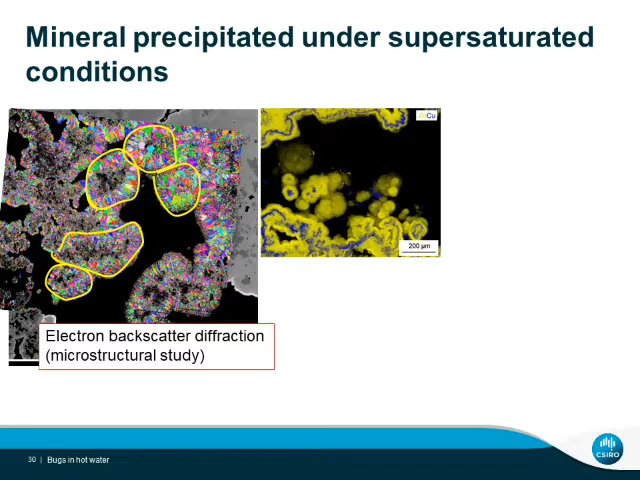 Mineral precipitated under supersaturated
conditions
Cu
200 µm
Electron backscatter diffraction
(microstructural study)
30 | Bugs in hot water
CSIRO